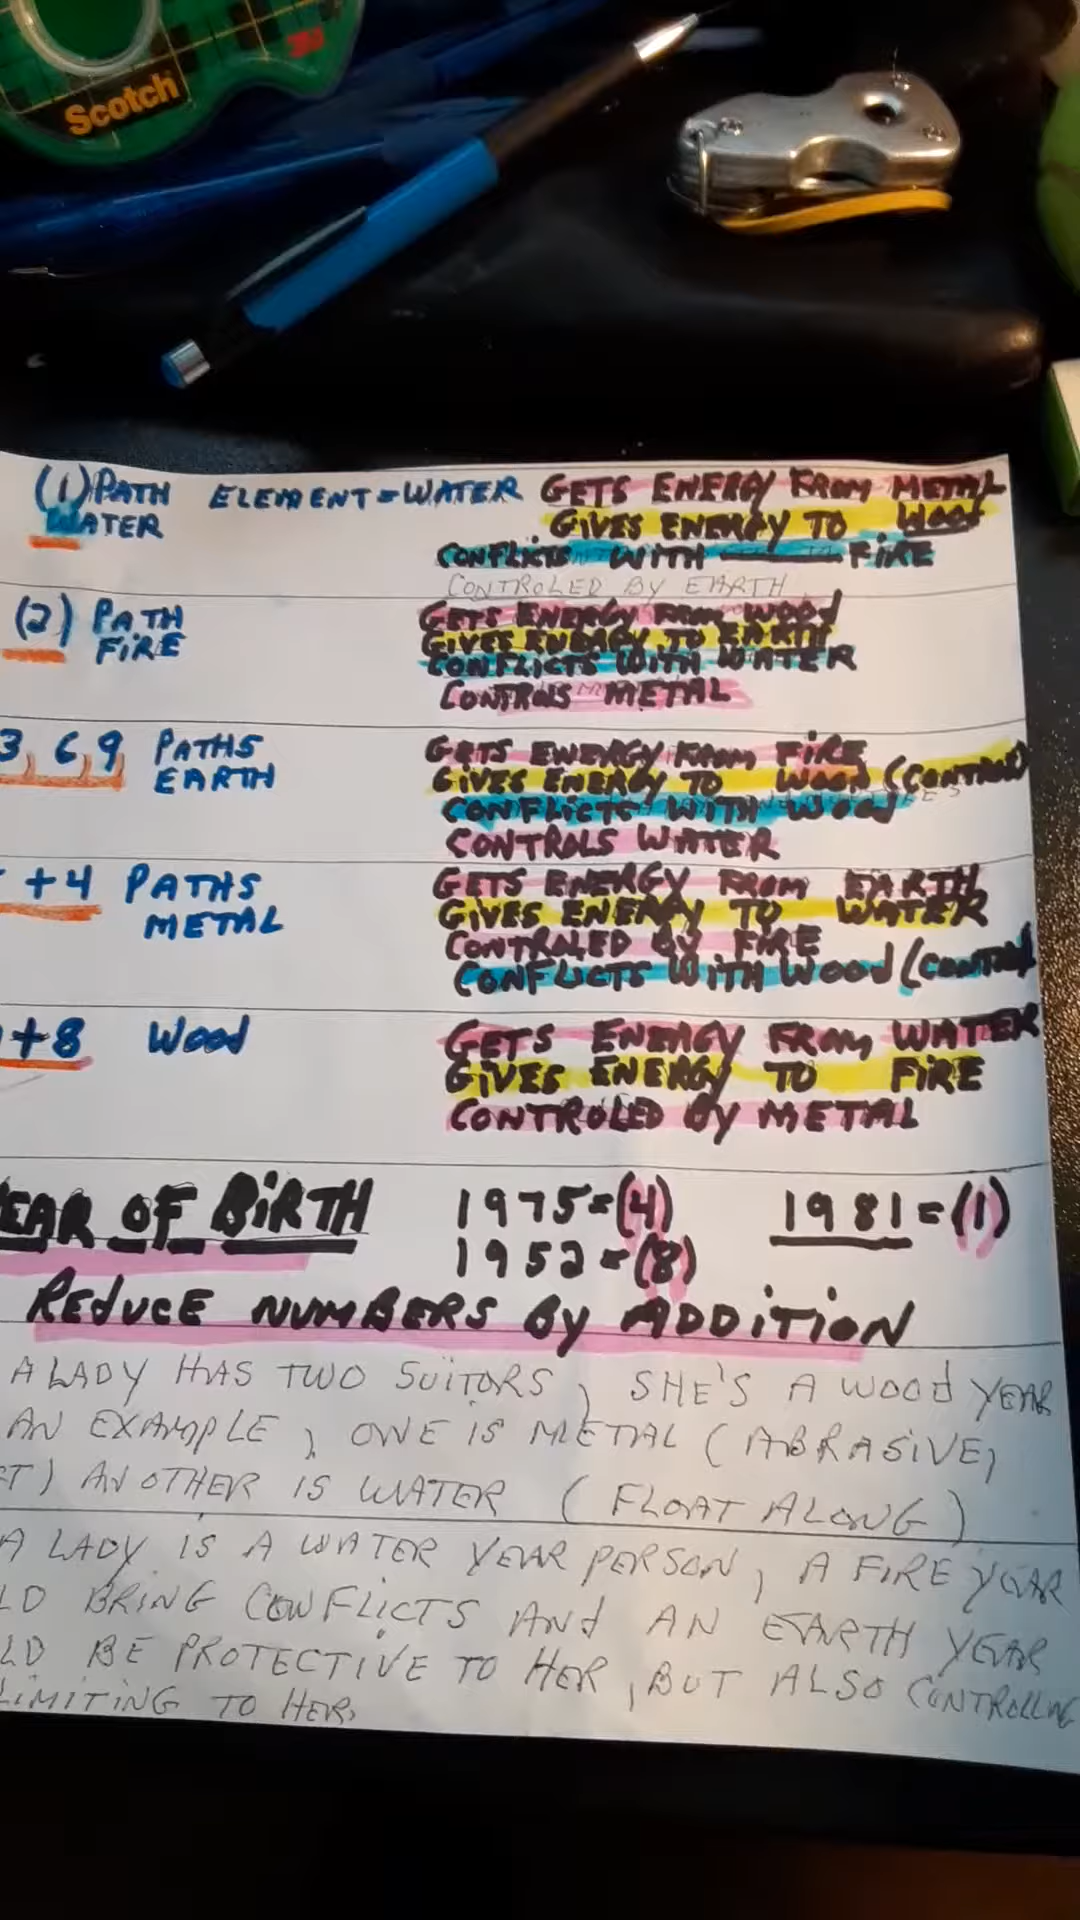 Scotch
3M
(1) PATH ELEMENT = WATER GETS ENERGY FROM METAL
WATER GIVES ENERGY TO WOOD
CONFLICTS WITH FIRE
CONTROLED BY EARTH
(2) PATH GETS ENERGY FROM WOOD
FIRE GIVES ENERGY TO EARTH
CONFLICTS WITH WATER
CONTROLS METAL
3, 6, 9 PATHS GETS ENERGY FROM FIRE
EARTH GIVES ENERGY TO WOOD (CONTROL)
CONFLICTS WITH WOOD
CONTROLS WATER
+4 PATHS GETS ENERGY FROM EARTH
METAL GIVES ENERGY TO WATER
CONTROLED BY FIRE
CONFLICTS WITH WOOD
+8 WOOD GETS ENERGY FROM WATER
GIVES ENERGY TO FIRE
CONTROLED BY METAL
EAR OF BIRTH 1975=(4) 1981=(1)
1952=(8)
REDUCE NUMBERS BY ADDITION
A LADY HAS TWO SUITORS, SHE'S A WOOD YEAR
AN EXAMPLE, ONE IS METAL (ABRASIVE,
T) ANOTHER IS WATER (FLOAT ALONG)
A LADY IS A WATER YEAR PERSON, A FIRE YEAR
LD BRING CONFLICTS AND AN EARTH YEAR
LD BE PROTECTIVE TO HER, BUT ALSO CONTROLLING
LIMITING TO HER.